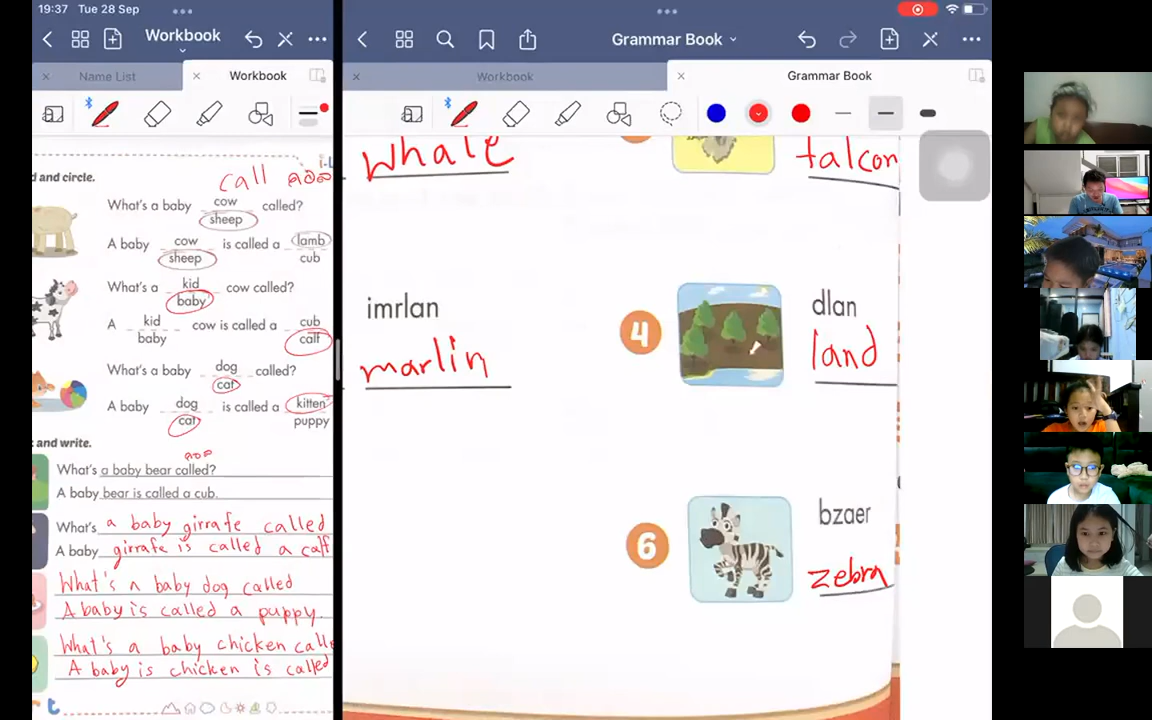 19:37 Tue 28 Sep
Workbook
Grammar Book
Name List
Workbook
Workbook
Grammar Book
d and circle.
call
What's a baby cow called?
sheep
A baby cow is called a lamb
sheep cub
What's a kid cow called?
baby
A kid cow is called a cub
baby calf
What's a baby dog called?
cat
A baby dog is called a kitten
cat puppy
and write.
What's a baby bear called?
A baby bear is called a cub.
What's a baby girrafe called
A baby girrafe is called a calf
What's a baby dog called
A baby is called a puppy.
What's a baby chicken calle
A baby is chicken is called
whale
falcon
imrlan
marlin
4
dlan
land
6
bzaer
zebra